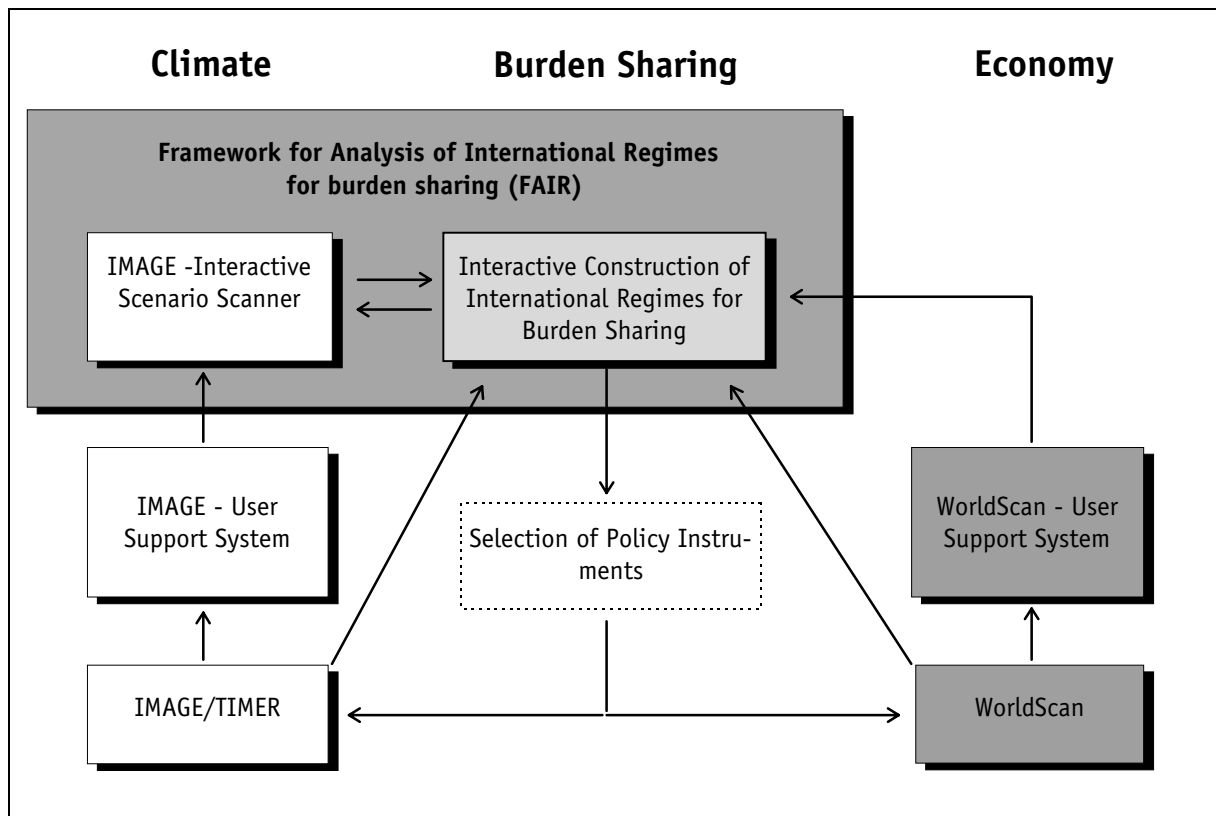 Climate
Burden Sharing
Economy
Framework for Analysis of International Regimes
for burden sharing (FAIR)
IMAGE -Interactive
Scenario Scanner
Interactive Construction of
International Regimes for
Burden Sharing
IMAGE - User
Support System
Selection of Policy Instru-
ments
WorldScan - User
Support System
IMAGE/TIMER
WorldScan